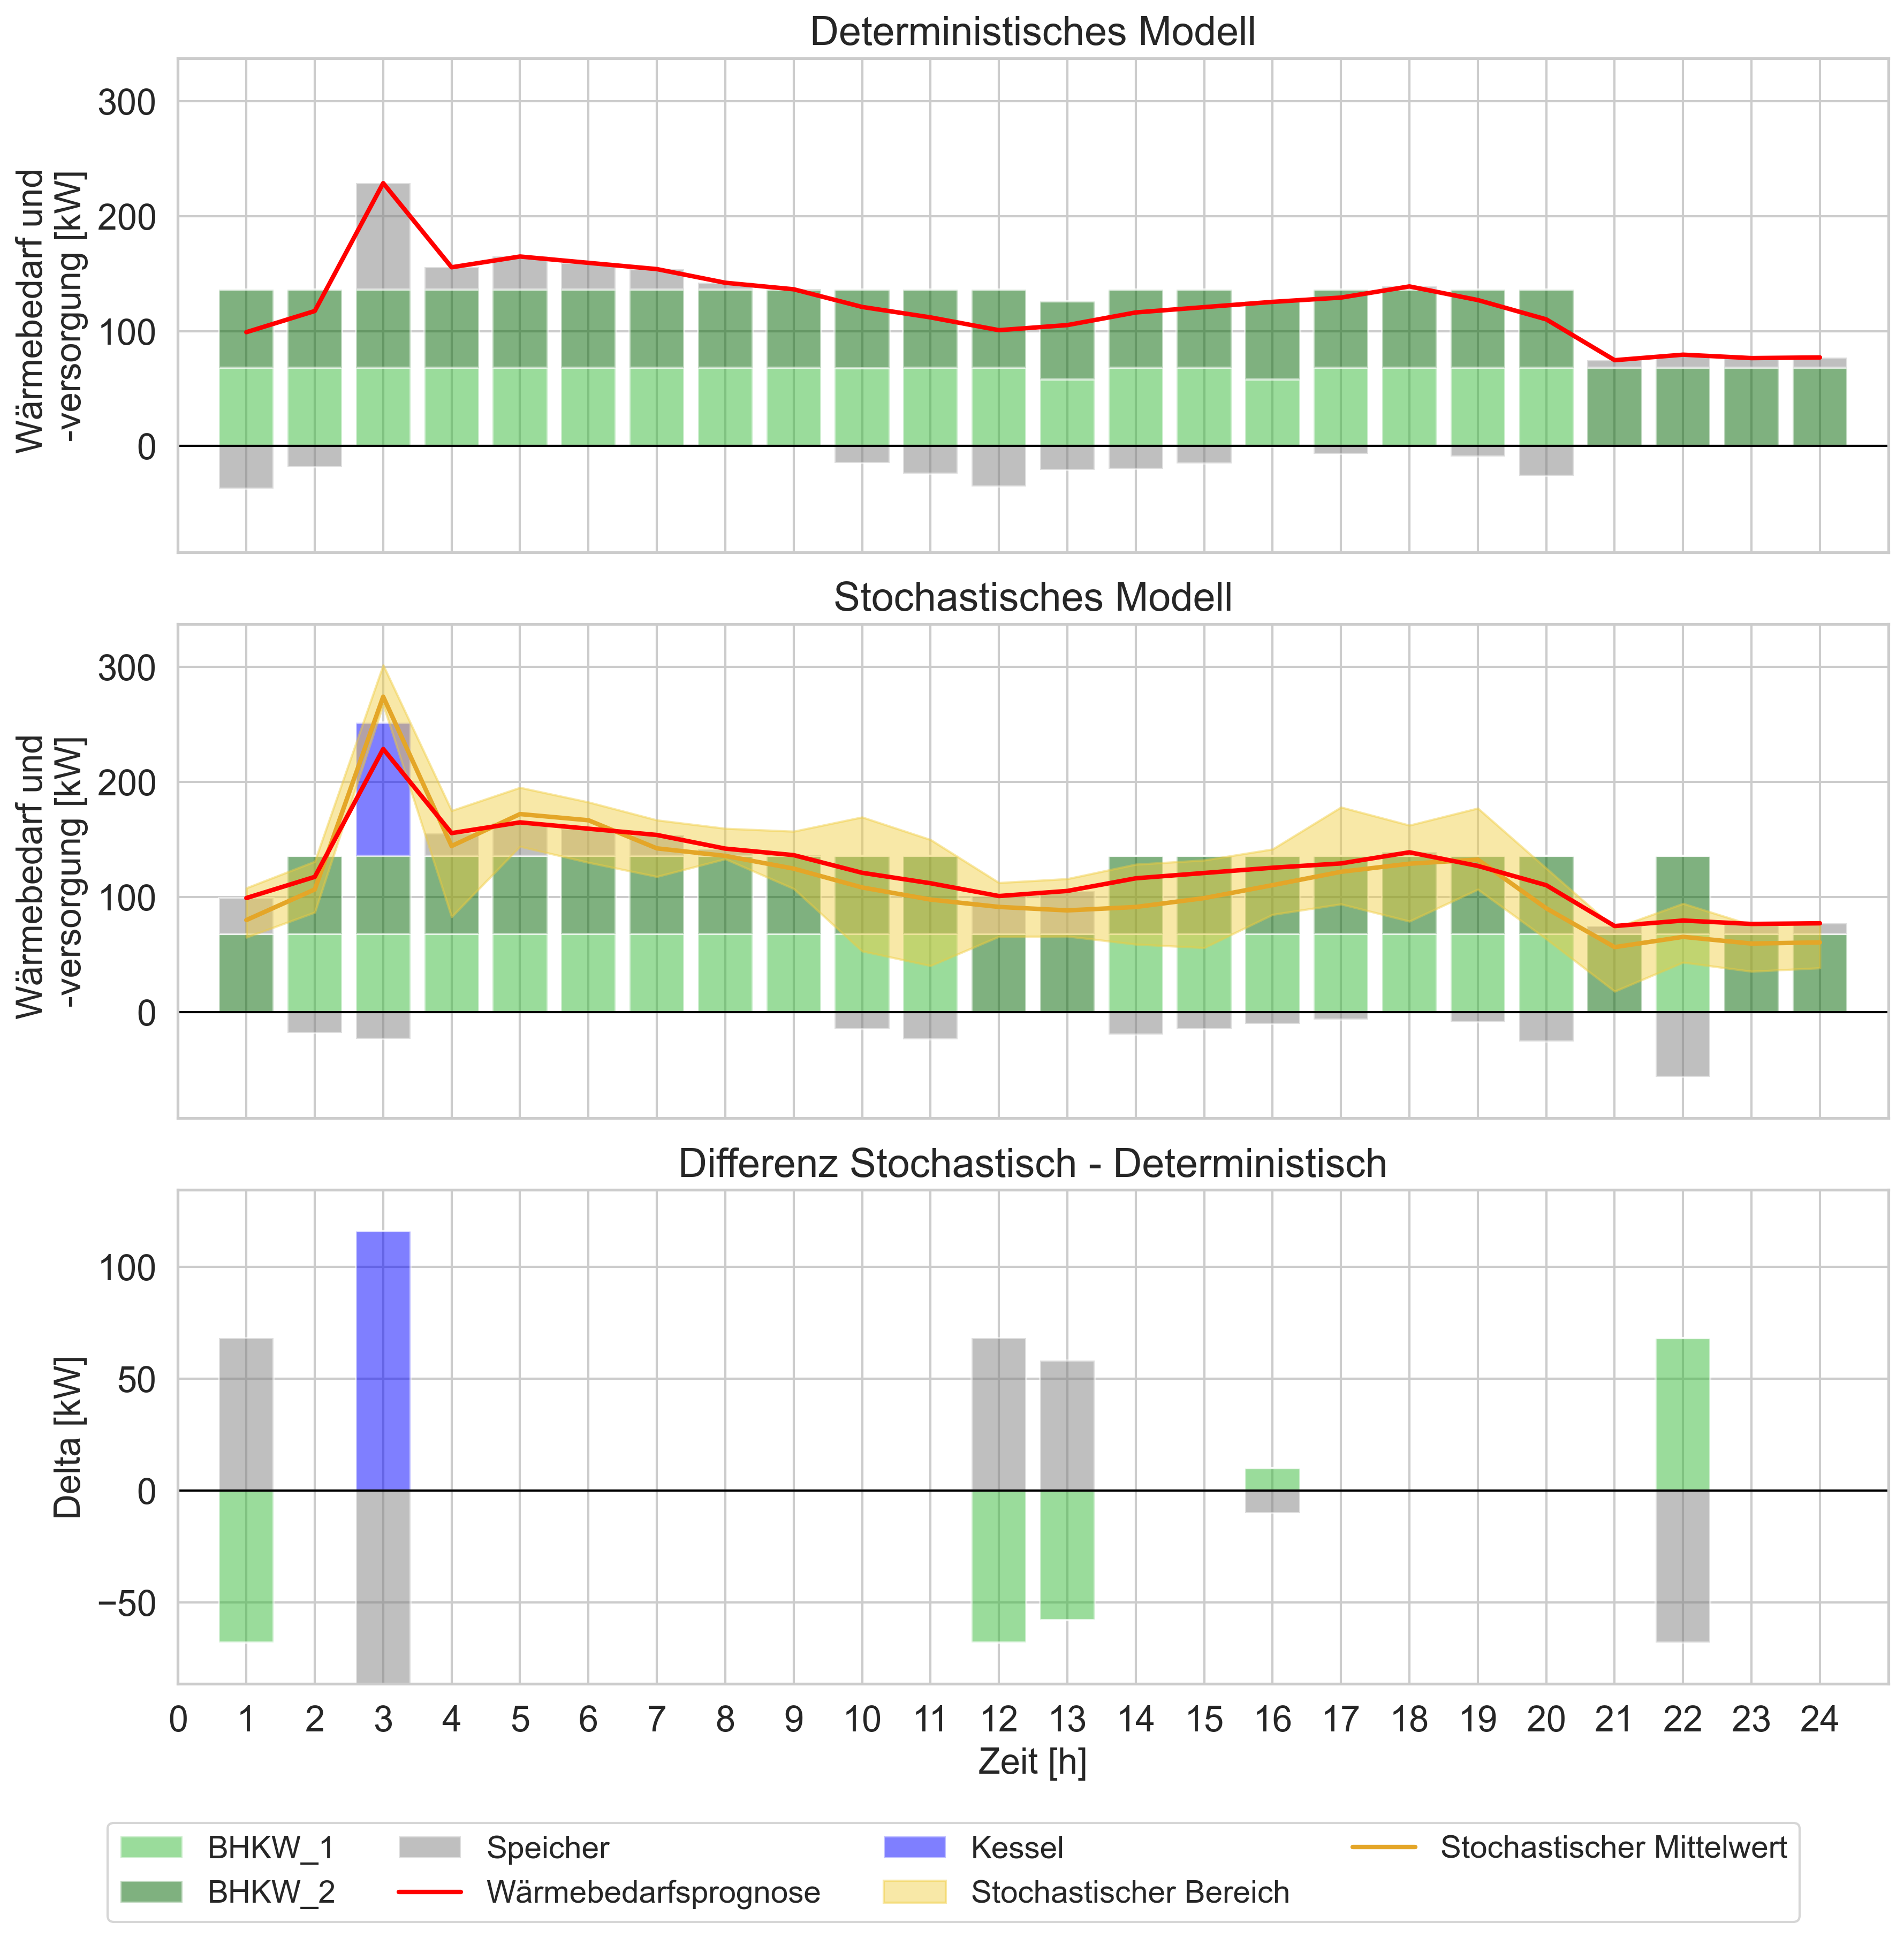 Deterministisches Modell
Wärmebedarf und
-versorgung [kW]
300
200
100
0
Stochastisches Modell
Wärmebedarf und
-versorgung [kW]
300
200
100
0
Differenz Stochastisch - Deterministisch
Delta [kW]
100
50
0
−50
0 1 2 3 4 5 6 7 8 9 10 11 12 13 14 15 16 17 18 19 20 21 22 23 24
Zeit [h]
BHKW_1 Speicher Kessel Stochastischer Mittelwert
BHKW_2 Wärmebedarfsprognose Stochastischer Bereich